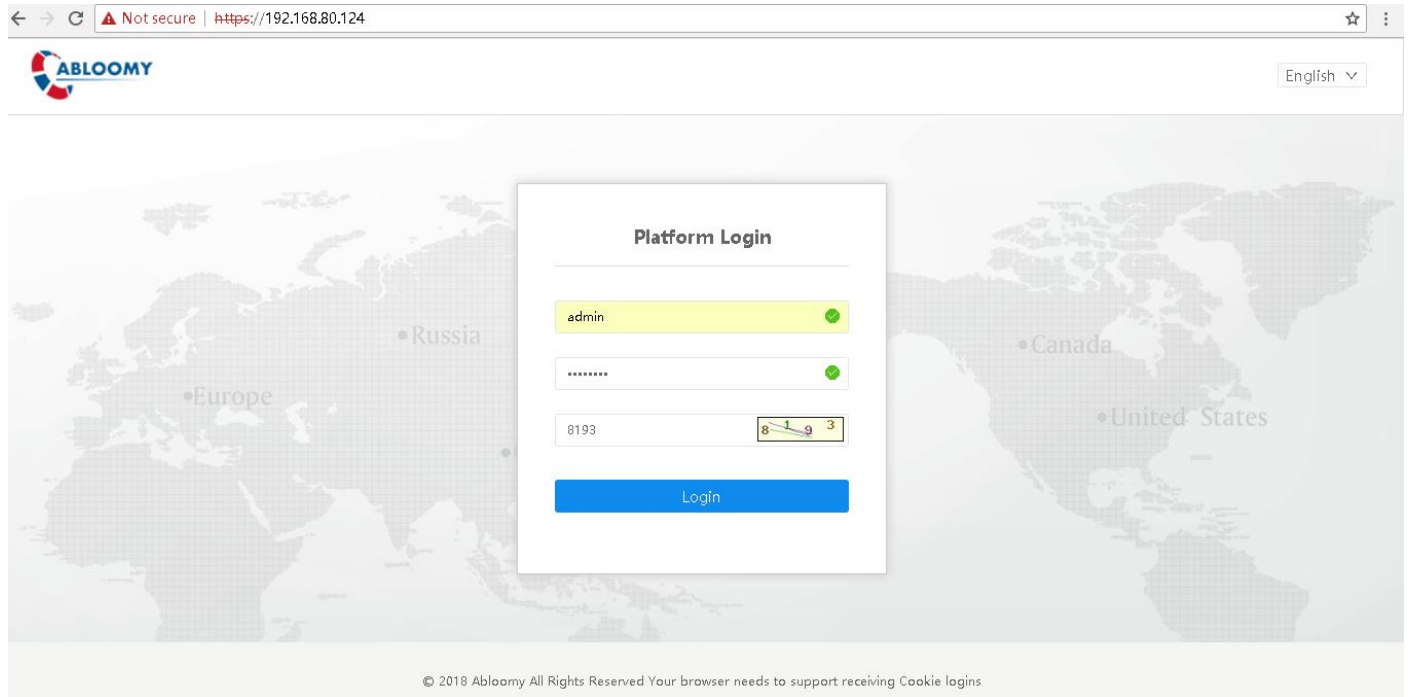 Not secure | https://192.168.80.124
ABLOOMY
English
Platform Login
admin
••••••••
8193
8 1 9 3
Login
Russia
Europe
Canada
United States
© 2018 Abloomy All Rights Reserved Your browser needs to support receiving Cookie logins